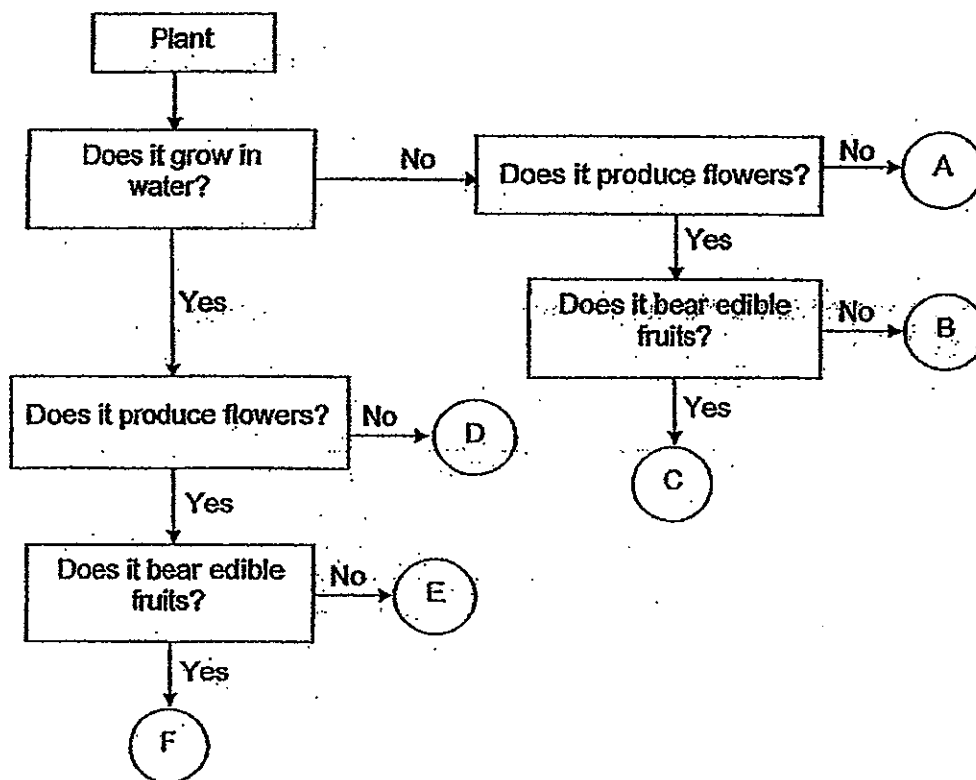 Plant
Does it grow in
water?
No
Does it produce flowers?
No
A
Yes
Does it bear edible
fruits?
No
B
Yes
C
Yes
Does it produce flowers?
No
D
Yes
Does it bear edible
fruits?
No
E
Yes
F